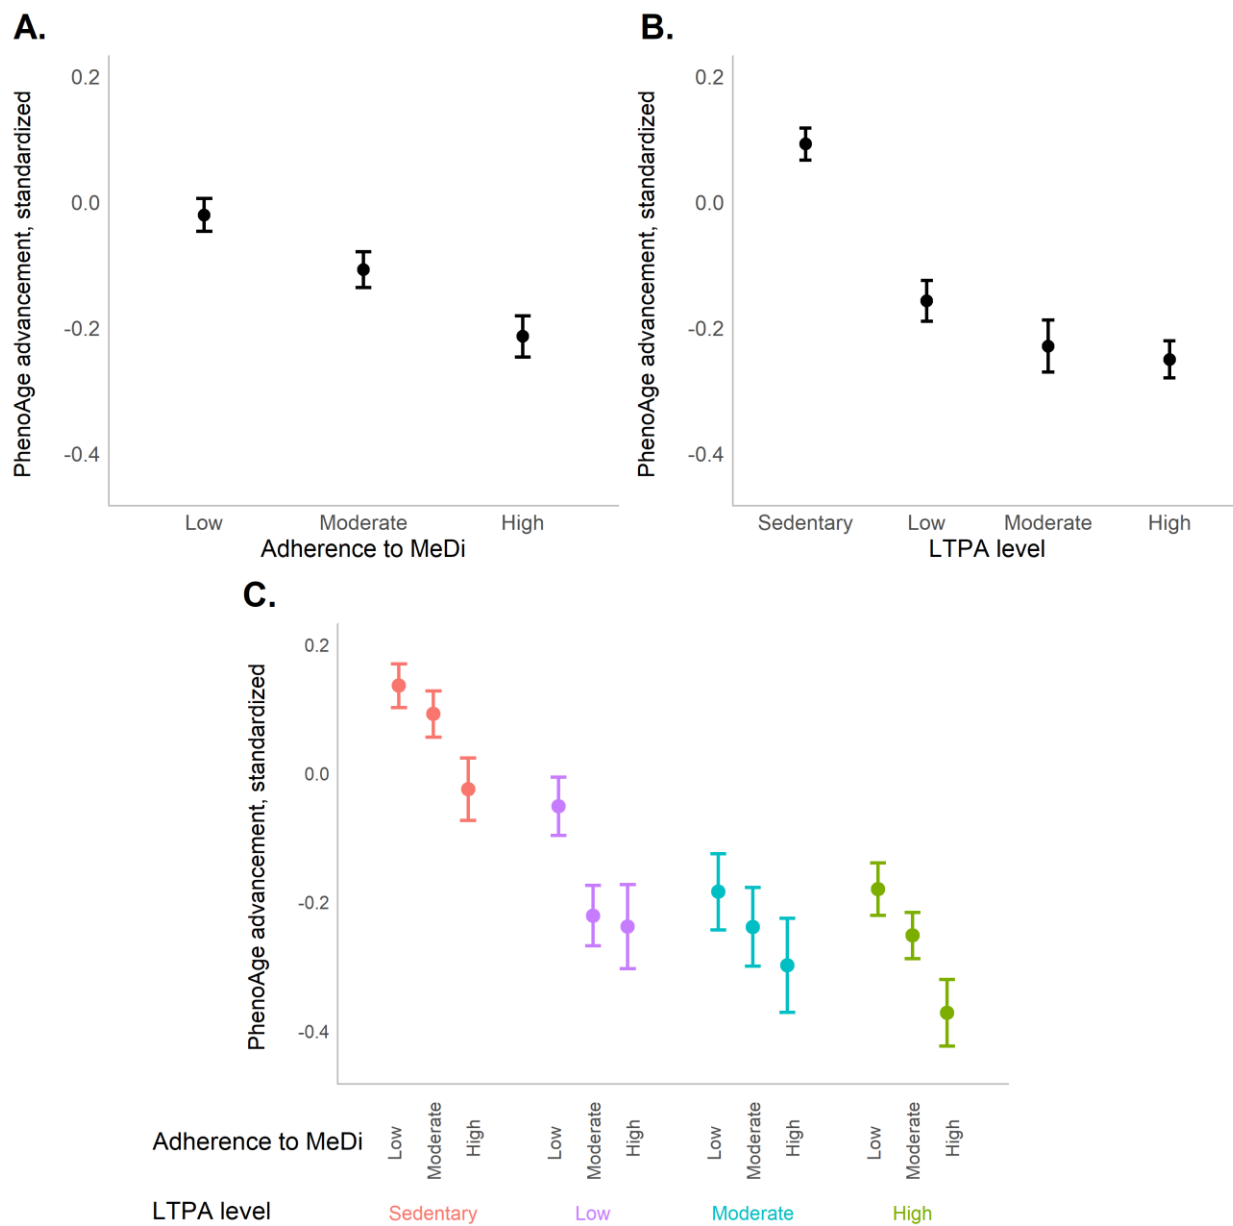 A.
PhenoAge advancement, standardized
0.2
0.0
-0.2
-0.4
Low Moderate High
Adherence to MeDi
B.
PhenoAge advancement, standardized
0.2
0.0
-0.2
-0.4
Sedentary Low Moderate High
LTPA level
C.
PhenoAge advancement, standardized
0.2
0.0
-0.2
-0.4
Adherence to MeDi Low Moderate High Low Moderate High Low Moderate High Low Moderate High
LTPA level Sedentary Low Moderate High